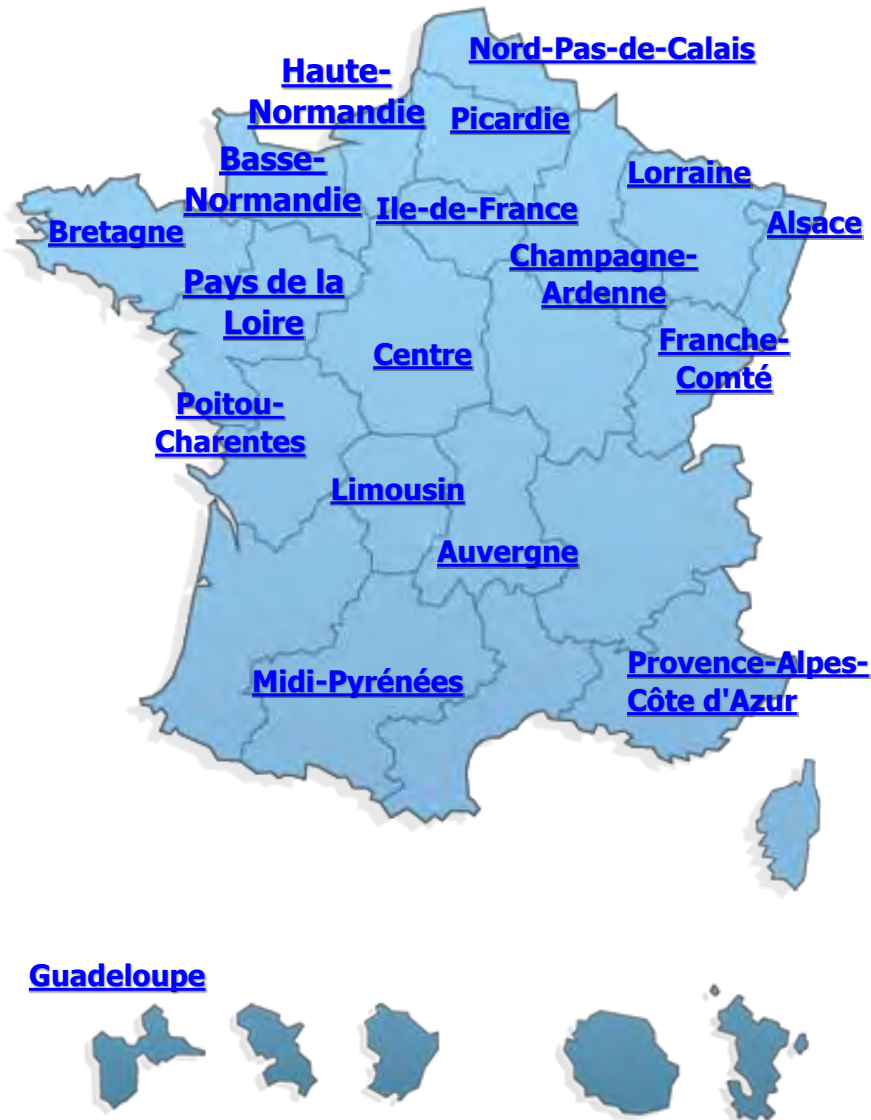 Nord-Pas-de-Calais
Haute-
Normandie
Picardie
Basse-
Normandie
Lorraine
Ile-de-France
Alsace
Bretagne
Champagne-
Ardenne
Pays de la
Loire
Centre
Franche-
Comté
Poitou-
Charentes
Limousin
Auvergne
Midi-Pyrénées
Provence-Alpes-
Côte d'Azur
Guadeloupe